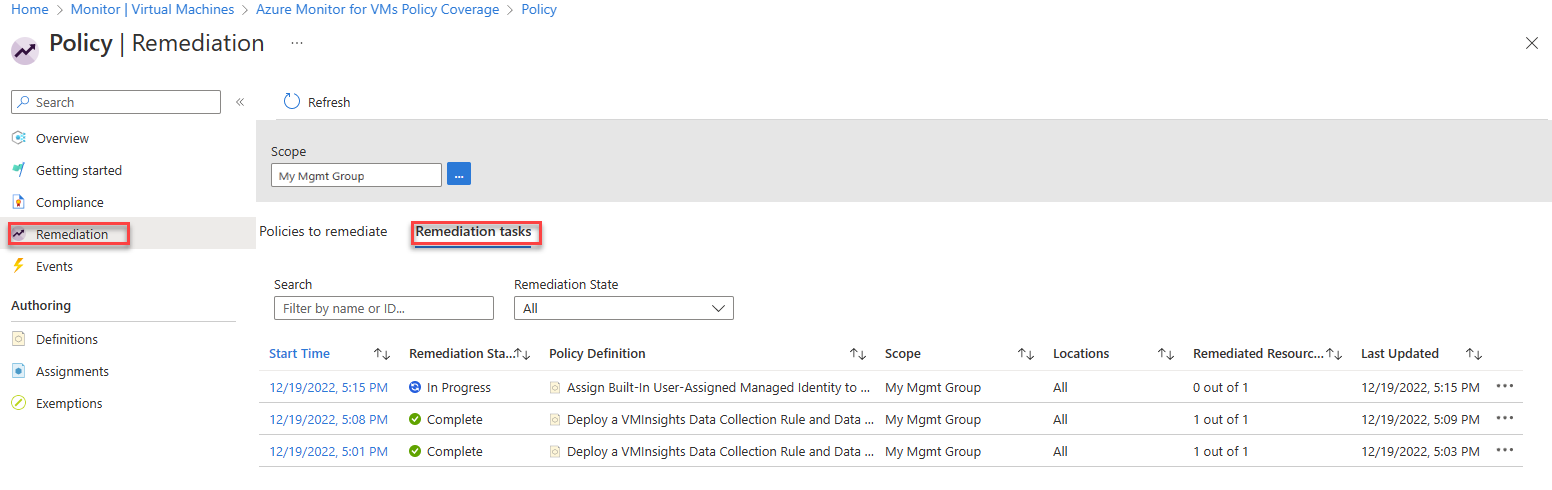 Home > Monitor | Virtual Machines > Azure Monitor for VMs Policy Coverage > Policy
Policy | Remediation ...
Search «
Overview
Getting started
Compliance
Remediation
Events
Authoring
Definitions
Assignments
Exemptions
Refresh
Scope
My Mgmt Group ...
Policies to remediate Remediation tasks
Search Remediation State
Filter by name or ID... All
Start Time Remediation Sta... Policy Definition Scope Locations Remediated Resourc... Last Updated
12/19/2022, 5:15 PM In Progress Assign Built-In User-Assigned Managed Identity to ... My Mgmt Group All 0 out of 1 12/19/2022, 5:15 PM ...
12/19/2022, 5:08 PM Complete Deploy a VMInsights Data Collection Rule and Data ... My Mgmt Group All 1 out of 1 12/19/2022, 5:09 PM ...
12/19/2022, 5:01 PM Complete Deploy a VMInsights Data Collection Rule and Data ... My Mgmt Group All 1 out of 1 12/19/2022, 5:03 PM ...